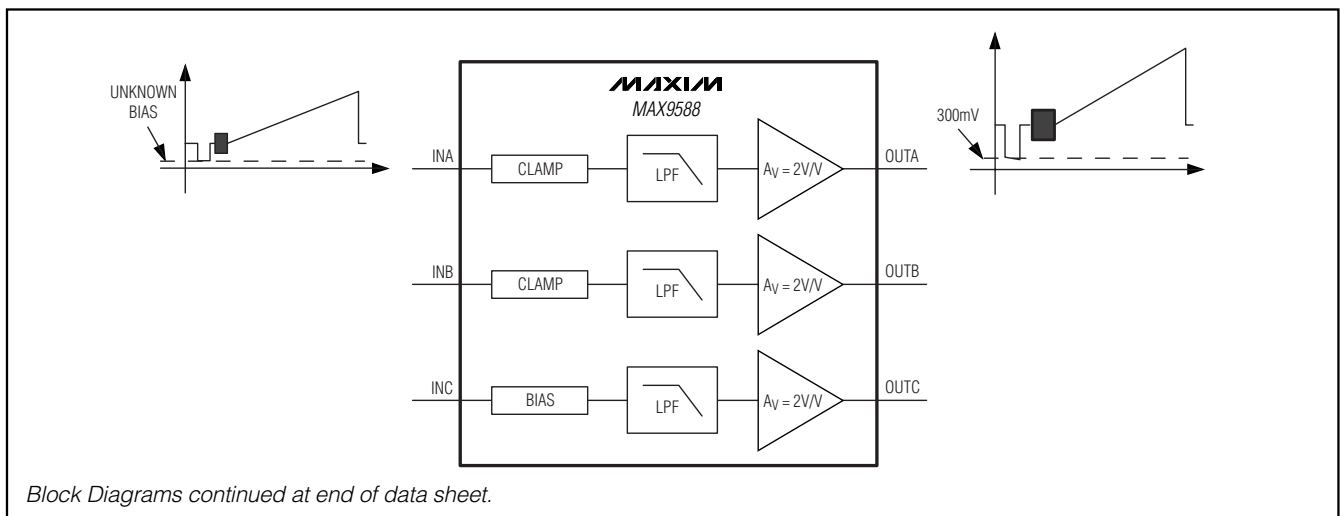 UNKNOWN
BIAS
MAXIM
MAX9588
300mV
INA
CLAMP
LPF
AV = 2V/V
OUTA
INB
CLAMP
LPF
AV = 2V/V
OUTB
INC
BIAS
LPF
AV = 2V/V
OUTC
Block Diagrams continued at end of data sheet.